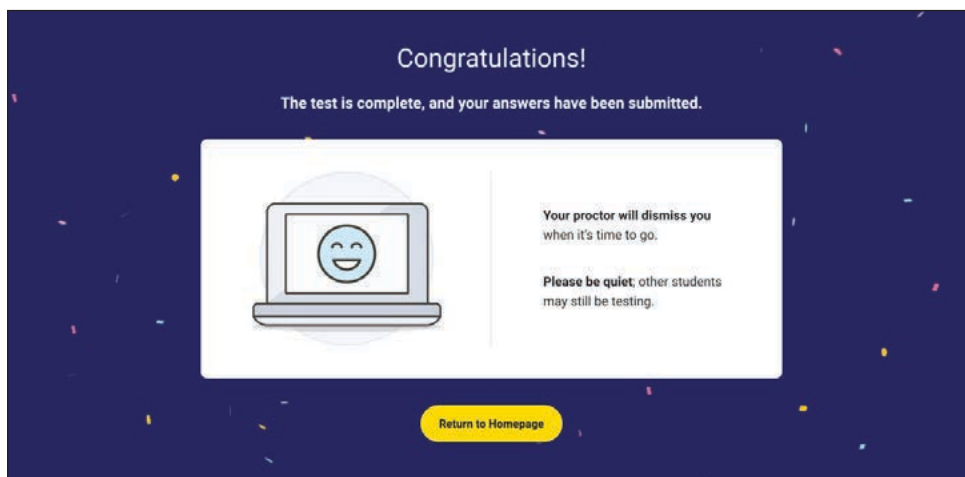 Congratulations!
The test is complete, and your answers have been submitted.
Your proctor will dismiss you
when it's time to go.
Please be quiet; other students
may still be testing.
Return to Homepage